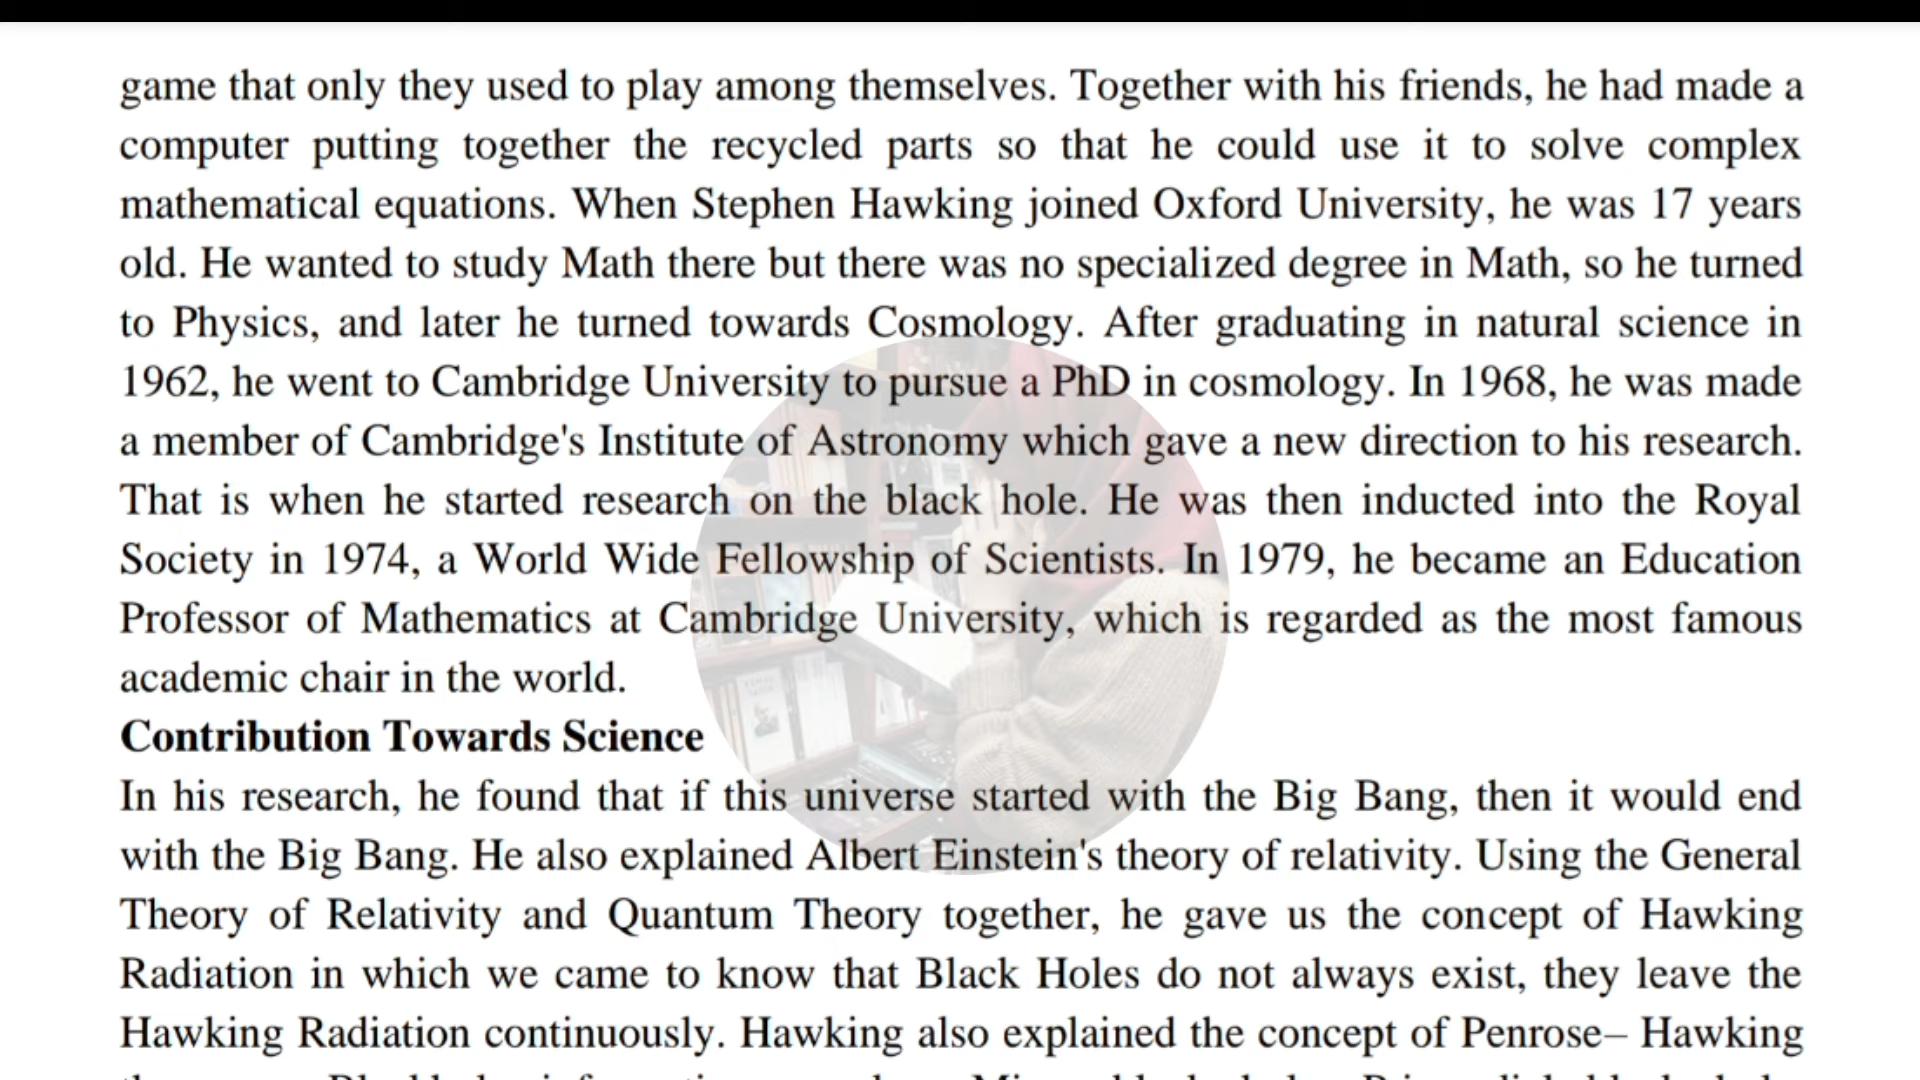 game that only they used to play among themselves. Together with his friends, he had made a
computer putting together the recycled parts so that he could use it to solve complex
mathematical equations. When Stephen Hawking joined Oxford University, he was 17 years
old. He wanted to study Math there but there was no specialized degree in Math, so he turned
to Physics, and later he turned towards Cosmology. After graduating in natural science in
1962, he went to Cambridge University to pursue a PhD in cosmology. In 1968, he was made
a member of Cambridge's Institute of Astronomy which gave a new direction to his research.
That is when he started research on the black hole. He was then inducted into the Royal
Society in 1974, a World Wide Fellowship of Scientists. In 1979, he became an Education
Professor of Mathematics at Cambridge University, which is regarded as the most famous
academic chair in the world.
Contribution Towards Science
In his research, he found that if this universe started with the Big Bang, then it would end
with the Big Bang. He also explained Albert Einstein's theory of relativity. Using the General
Theory of Relativity and Quantum Theory together, he gave us the concept of Hawking
Radiation in which we came to know that Black Holes do not always exist, they leave the
Hawking Radiation continuously. Hawking also explained the concept of Penrose– Hawking